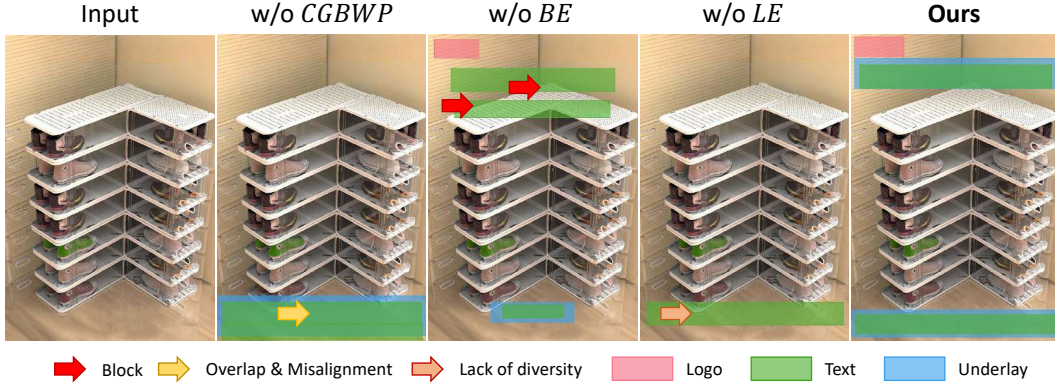 Input w/o CGBWP w/o BE w/o LE Ours
Block Overlap & Misalignment Lack of diversity Logo Text Underlay